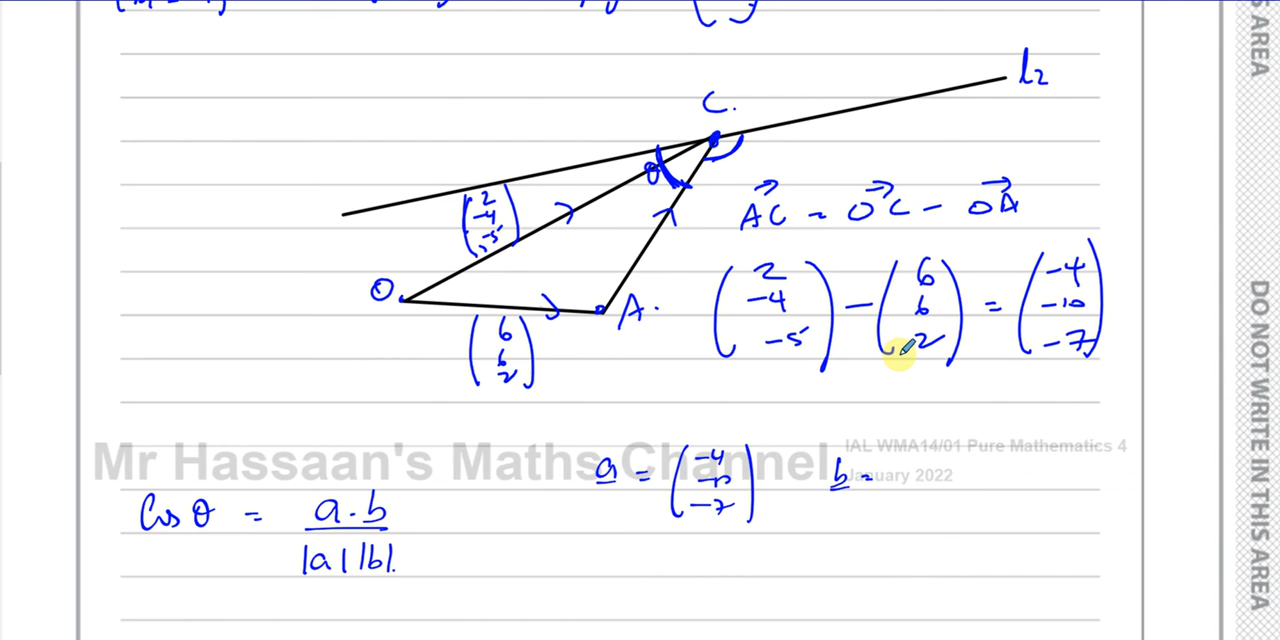 l₂
C.
θ
(2 -4 -5)
AC = OC - OA
O.
A.
(6 6 2)
(2 -4 -5) - (6 6 2) = (-4 -10 -7)
Mr Hassaan's Maths Channel
IAL WMA14/01 Pure Mathematics 4
January 2022
a = (-4 -10 -7) b =
Cos θ = a . b / |a| |b|.
S AREA
DO NOT WRITE IN THIS AREA